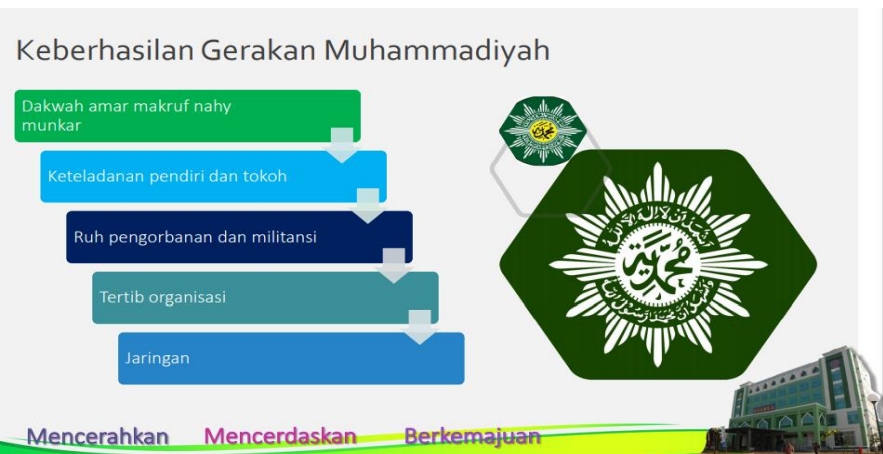 Keberhasilan Gerakan Muhammadiyah
Dakwah amar makruf nahy
munkar
Keteladanan pendiri dan tokoh
Ruh pengorbanan dan militansi
Tertib organisasi
Jaringan
محمدية
Mencerahkan Mencerdaskan Berkemajuan